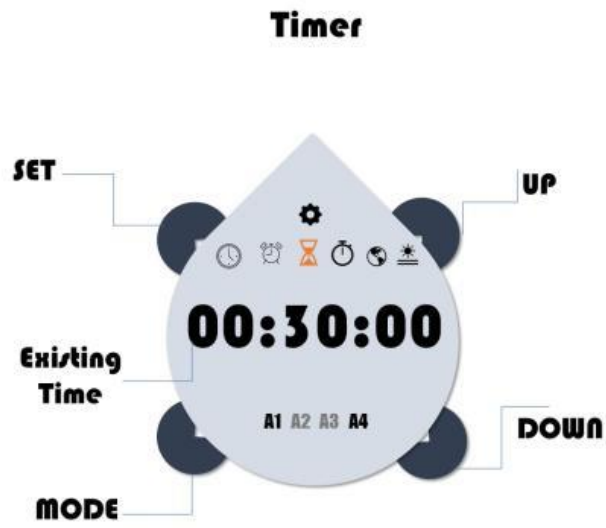 Timer
SET
UP
00:30:00
Existing
Time
A1 A2 A3 A4
DOWN
MODE